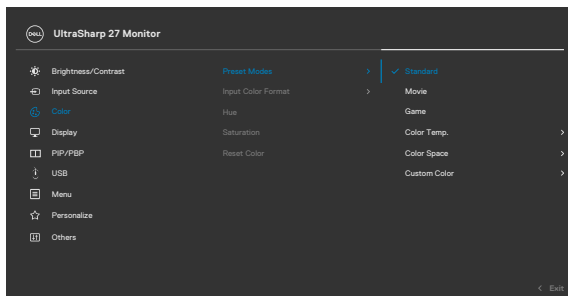 DELL UltraSharp 27 Monitor
Brightness/Contrast Preset Modes > ✓ Standard
Input Source Input Color Format > Movie
Color Hue Game
Display Saturation Color Temp. >
PIP/PBP Reset Color Color Space >
USB Custom Color >
Menu
Personalize
Others
< Exit